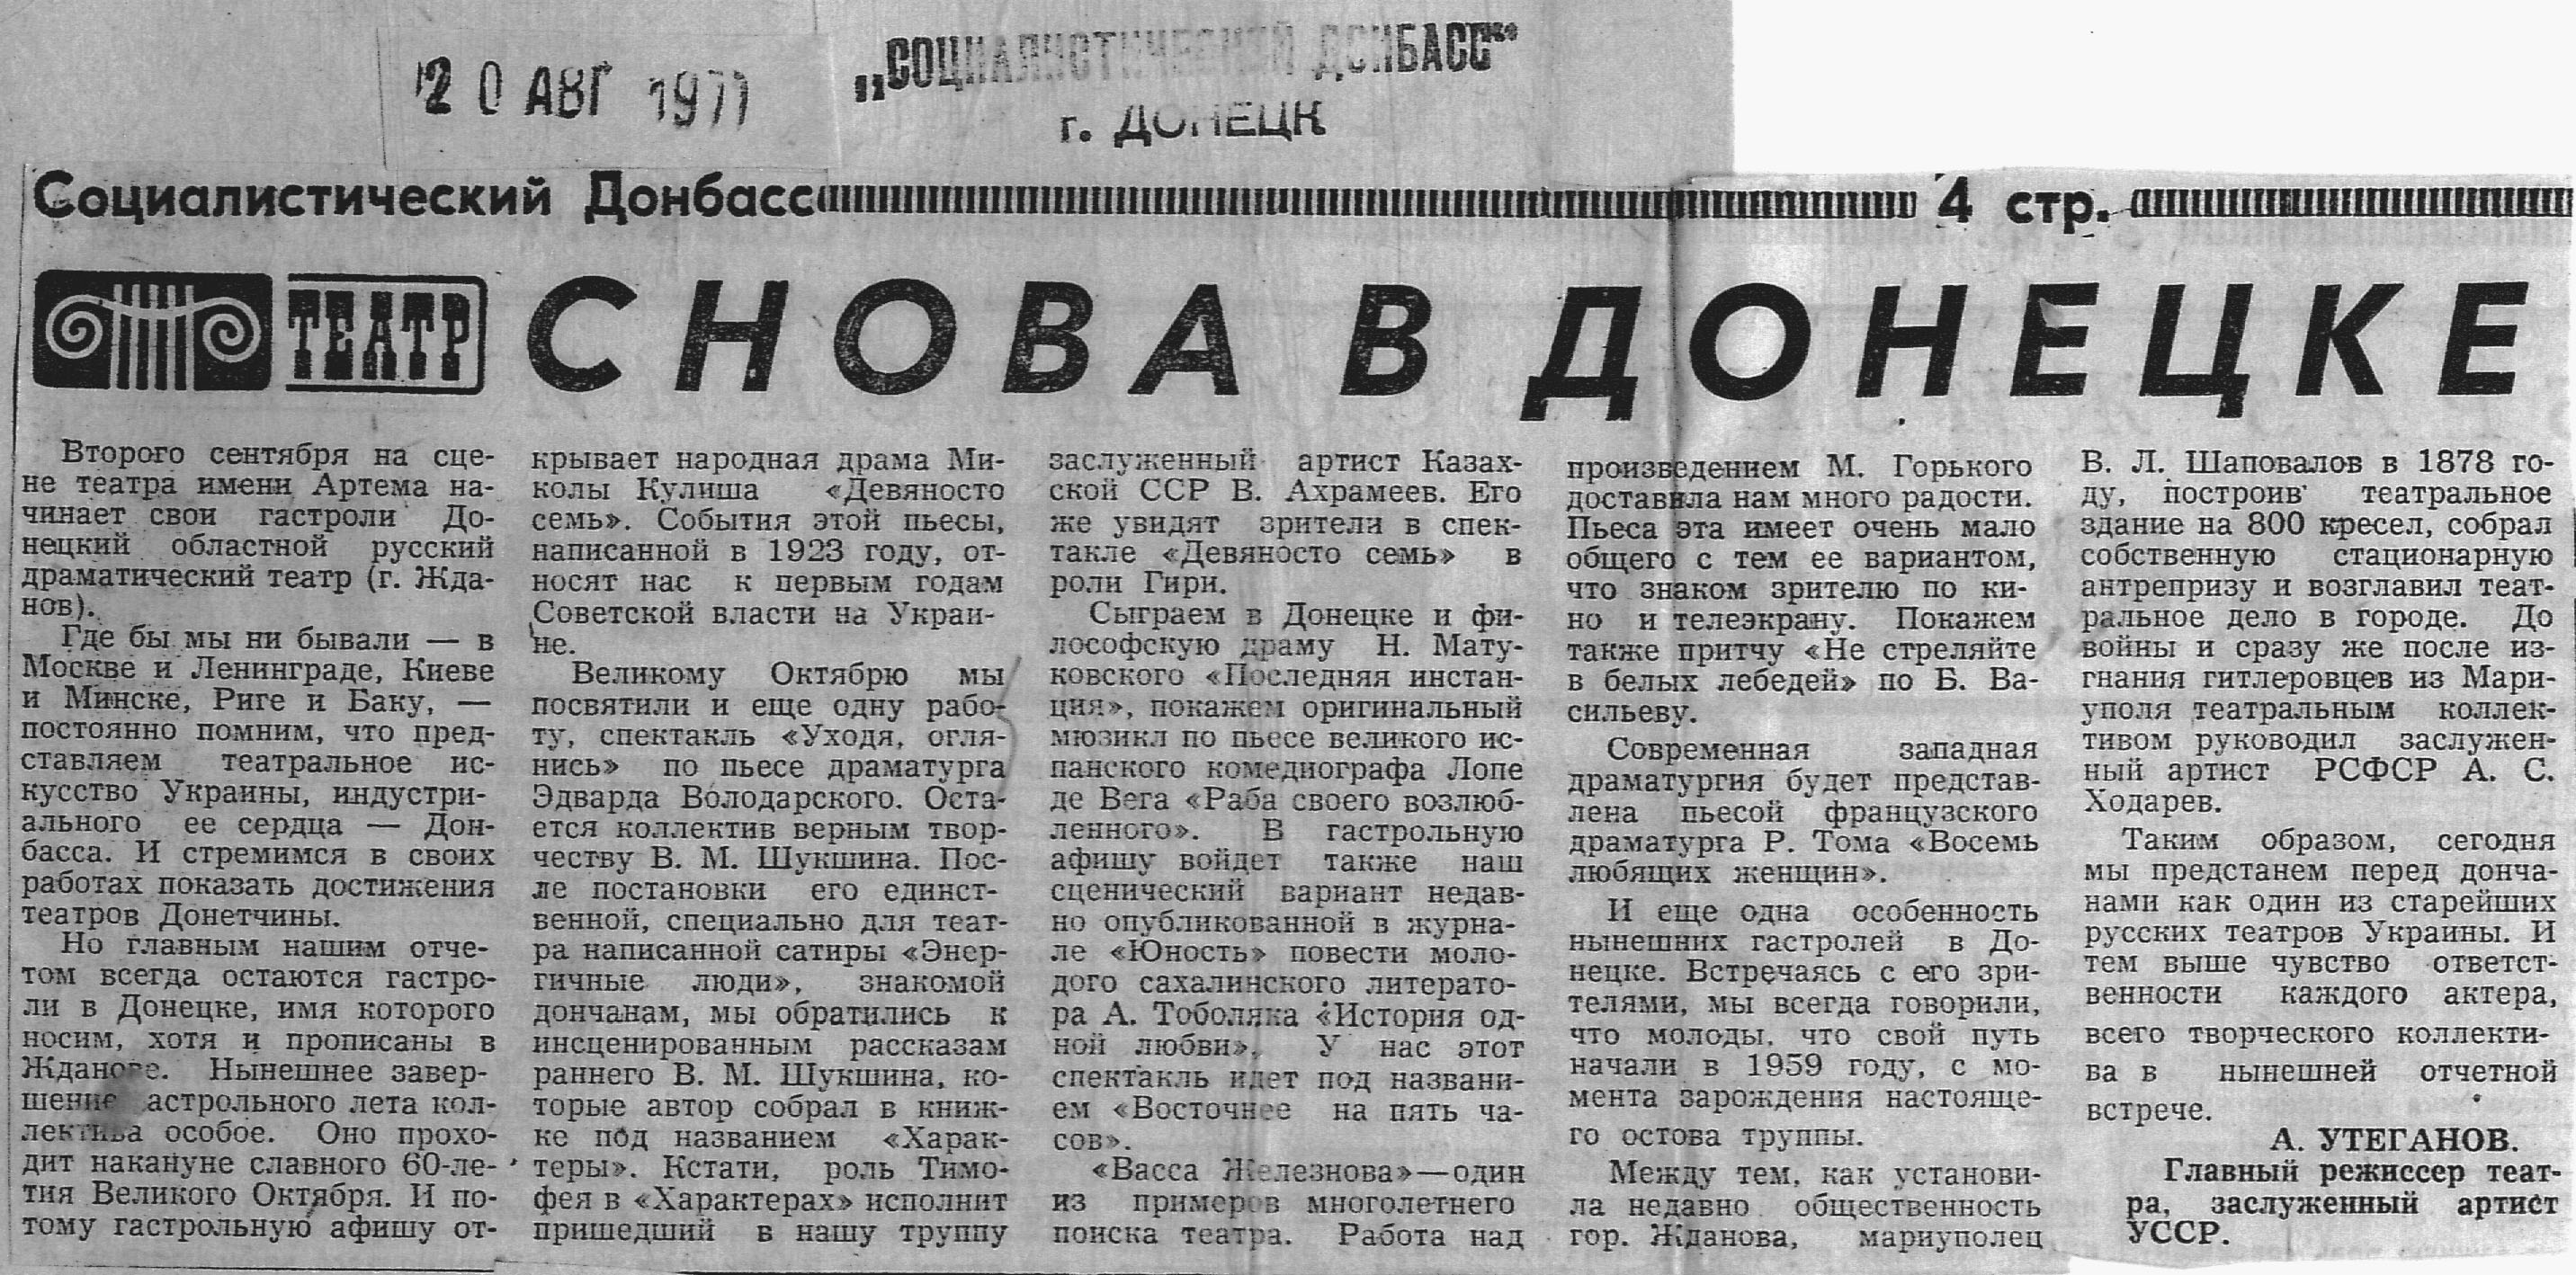 20 АВГ 1977
„СОЦИАЛИСТИЧЕСКИЙ ДОНБАСС“
г. ДОНЕЦК
Социалистический Донбасс 4 стр.
ТЕАТР
СНОВА В ДОНЕЦКЕ
Второго сентября на сце-
не театра имени Артема на-
чинает свои гастроли До-
нецкий областной русский
драматический театр (г. Жда-
нов).
Где бы мы ни бывали — в
Москве и Ленинграде, Киеве
и Минске, Риге и Баку, —
постоянно помним, что пред-
ставляем театральное ис-
кусство Украины, индустри-
ального ее сердца — Дон-
басса. И стремимся в своих
работах показать достижения
театров Донетчины.
Но главным нашим отче-
том всегда остаются гастро-
ли в Донецке, имя которого
носим, хотя и прописаны в
Жданове. Нынешнее завер-
шение гастрольного лета кол-
лектива особое. Оно прохо-
дит накануне славного 60-ле-
тия Великого Октября. И по-
тому гастрольную афишу от-
крывает народная драма Ми-
колы Кулиша «Девяносто
семь». События этой пьесы,
написанной в 1923 году, от-
носят нас к первым годам
Советской власти на Украи-
не.
Великому Октябрю мы
посвятили и еще одну рабо-
ту, спектакль «Уходя, огля-
нись» по пьесе драматурга
Эдварда Володарского. Оста-
ется коллектив верным твор-
честву В. М. Шукшина. Пос-
ле постановки его единст-
венной, специально для теат-
ра написанной сатиры «Энер-
гичные люди», знакомой
дончанам, мы обратились к
инсценированным рассказам
раннего В. М. Шукшина, ко-
торые автор собрал в книж-
ке под названием «Харак-
теры». Кстати, роль Тимо-
фея в «Характерах» исполнит
пришедший в нашу труппу
заслуженный артист Казах-
ской ССР В. Ахрамеев. Его
же увидят зрители в спек-
такле «Девяносто семь» в
роли Гири.
Сыграем в Донецке и фи-
лософскую драму Н. Мату-
ковского «Последняя инстан-
ция», покажем оригинальный
мюзикл по пьесе великого ис-
панского комедиографа Лопе
де Вега «Раба своего возлюб-
ленного». В гастрольную
афишу войдет также наш
сценический вариант недав-
но опубликованной в журна-
ле «Юность» повести моло-
дого сахалинского литерато-
ра А. Тоболяка «История од-
ной любви». У нас этот
спектакль идет под названи-
ем «Восточнее на пять ча-
сов».
«Васса Железнова»—один
из примеров многолетнего
поиска театра. Работа над
произведением М. Горького
доставила нам много радости.
Пьеса эта имеет очень мало
общего с тем ее вариантом,
что знаком зрителю по ки-
но и телеэкрану. Покажем
также притчу «Не стреляйте
в белых лебедей» по Б. Ва-
сильеву.
Современная западная
драматургия будет представ-
лена пьесой французского
драматурга Р. Тома «Восемь
любящих женщин».
И еще одна особенность
нынешних гастролей в До-
нецке. Встречаясь с его зри-
телями, мы всегда говорили,
что молоды, что свой путь
начали в 1959 году, с мо-
мента зарождения настояще-
го остова труппы.
Между тем, как установи-
ла недавно общественность
гор. Жданова, мариуполец
В. Л. Шаповалов в 1878 го-
ду, построив театральное
здание на 800 кресел, собрал
собственную стационарную
антрепризу и возглавил теат-
ральное дело в городе. До
войны и сразу же после из-
гнания гитлеровцев из Мари-
уполя театральным коллек-
тивом руководил заслужен-
ный артист РСФСР А. С.
Ходарев.
Таким образом, сегодня
мы предстанем перед донча-
нами как один из старейших
русских театров Украины. И
тем выше чувство ответст-
венности каждого актера,
всего творческого коллекти-
ва в нынешней отчетной
встрече.
А. УТЕГАНОВ.
Главный режиссер теат-
ра, заслуженный артист
УССР.